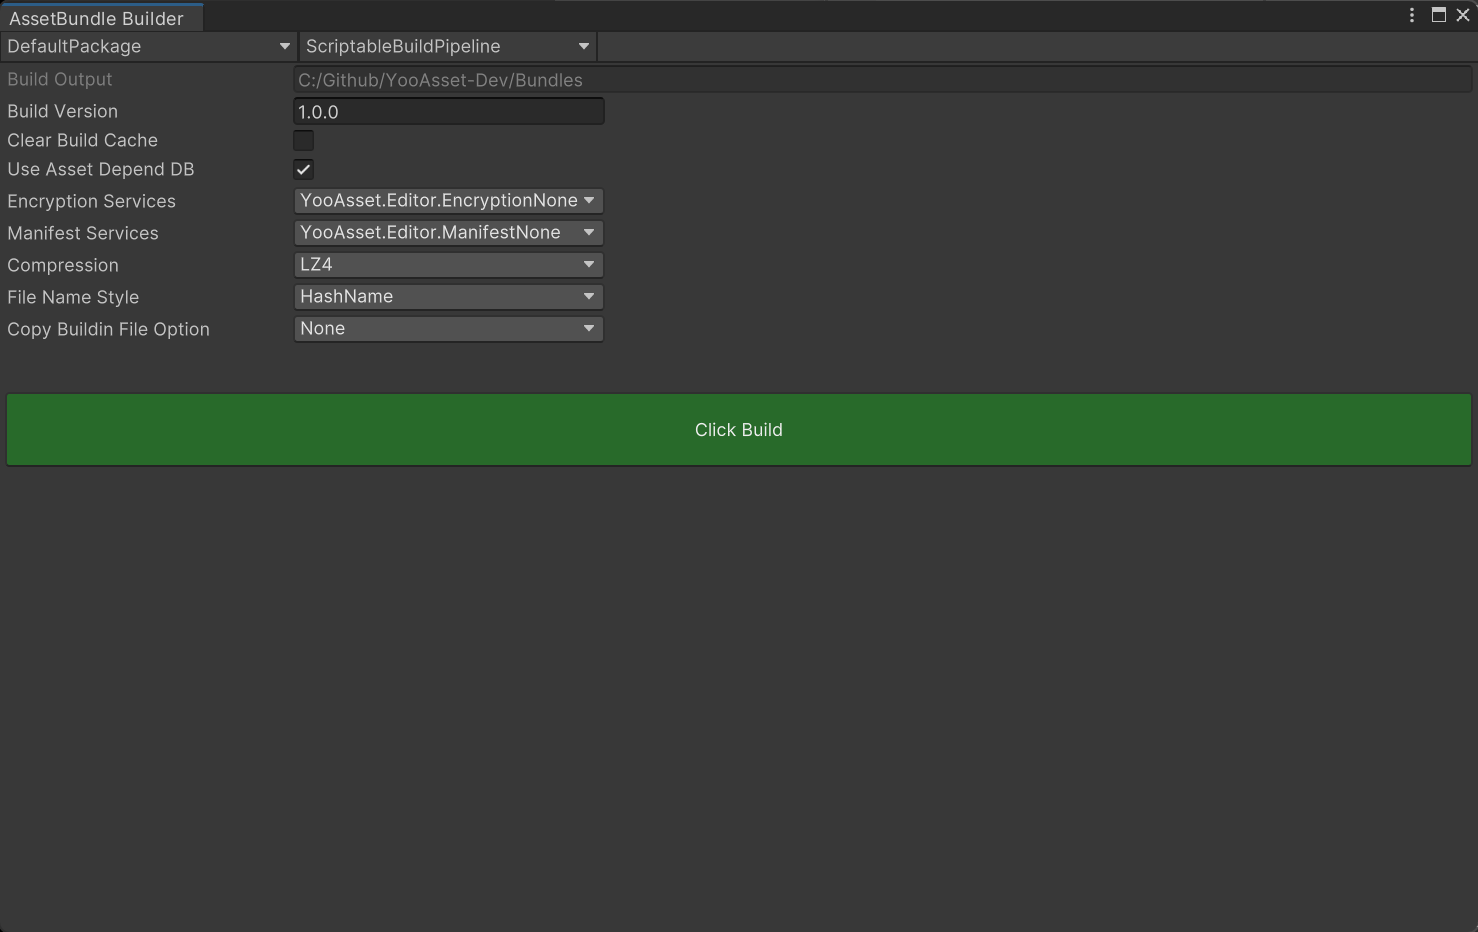 AssetBundle Builder
DefaultPackage ScriptableBuildPipeline
Build Output C:/Github/YooAsset-Dev/Bundles
Build Version 1.0.0
Clear Build Cache
Use Asset Depend DB
Encryption Services YooAsset.Editor.EncryptionNone
Manifest Services YooAsset.Editor.ManifestNone
Compression LZ4
File Name Style HashName
Copy Buildin File Option None
Click Build